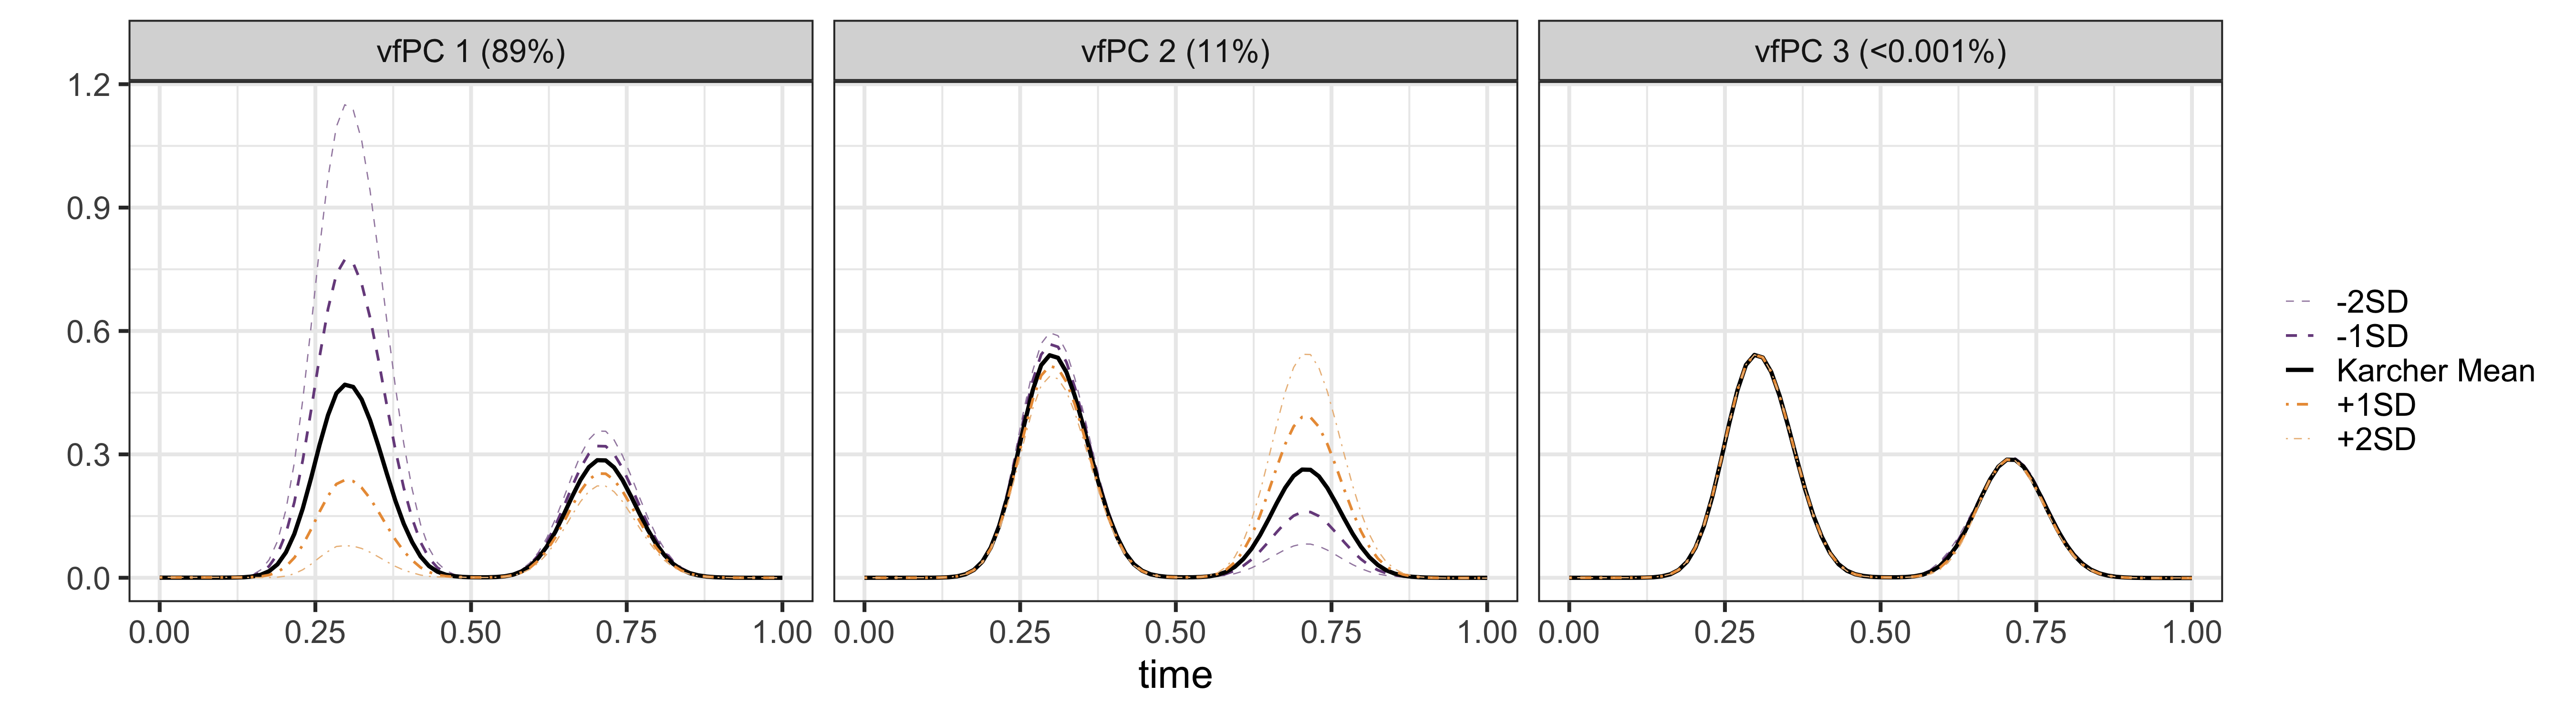 vfPC 1 (89%) vfPC 2 (11%) vfPC 3 (<0.001%)
1.2
0.9
0.6
0.3
0.0
-2SD
-1SD
Karcher Mean
+1SD
+2SD
0.00 0.25 0.50 0.75 1.00 0.00 0.25 0.50 0.75 1.00 0.00 0.25 0.50 0.75 1.00
time